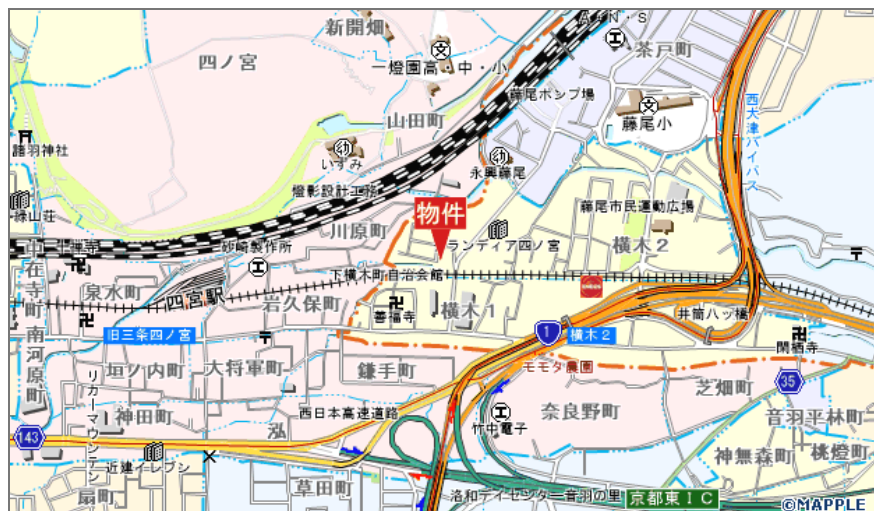 A・N・S
新開畑
茶戸町
四ノ宮
一燈園高・中・小
藤尾ポンプ場
西大津バイパス
山田町
藤尾小
諸羽神社
いずみ
永興藤尾
燈影設計工務
緑山荘
物件
藤尾市民運動広場
川原町
ランディア四ノ宮
横木2
砂崎製作所
下横木町自治会館
中在寺町
泉水町
四宮駅
岩久保町
善福寺
横木1
井筒八ッ橋
南河原町
旧三条四ノ宮
1
横木2
閑栖寺
垣ノ内町
大将軍町
鎌手町
モモタ農園
芝畑町
35
リカーマウンテン
神田町
西日本高速道路
奈良野町
音羽平林町
143
泓
竹中電子
桃燈町
近建イレブン
神無森町
扇町
草田町
洛和デイセンター音羽の里
京都東IC
©MAPPLE